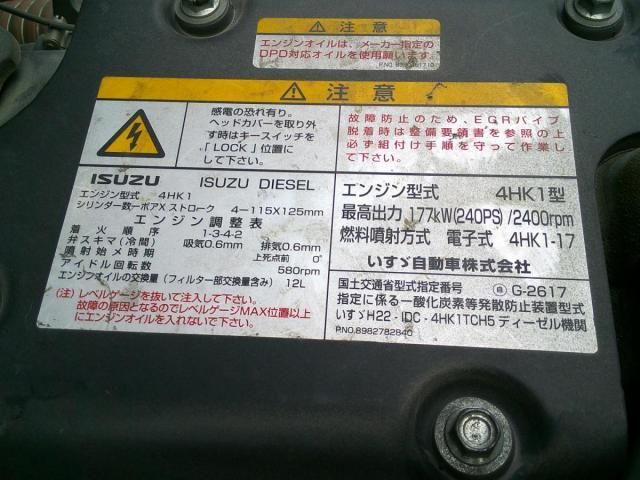 ⚠ 注意
エンジンオイルは、メーカー指定の
DPD対応オイルを使用願います
⚠ 注意
感電の恐れ有り。
ヘッドカバーを取り外
す時はキースイッチを
「LOCK」位置に
して下さい。
故障防止のため、EGRパイプ
脱着時は整備要領書を参照の上
必ず組付け手順を守って作業し
て下さい。
ISUZU ISUZU DIESEL
エンジン型式 4HK1
シリンダー数ーボアXストローク 4-115X125mm
エンジン調整表
着火順序 1-3-4-2
弁スキマ(冷間) 吸気0.6mm 排気0.6mm
噴射始メ時期 上死点前 0°
アイドル回転数 580rpm
エンジンオイルの交換量(フィルター部交換量含み) 12L
(注)レベルゲージを抜いて注入して下さい。
故障の原因となるのでレベルゲージMAX位置以上
にエンジンオイルを入れないで下さい。
エンジン型式 4HK1型
最高出力 177kW(240PS)/2400rpm
燃料噴射方式 電子式 4HK1-17
いすゞ自動車株式会社
国土交通省型式指定番号 G-2617
指定に係る一酸化炭素等発散防止装置型式
いすゞH22-IDC-4HK1TCH5 ディーゼル機関
P.NO.8982782840